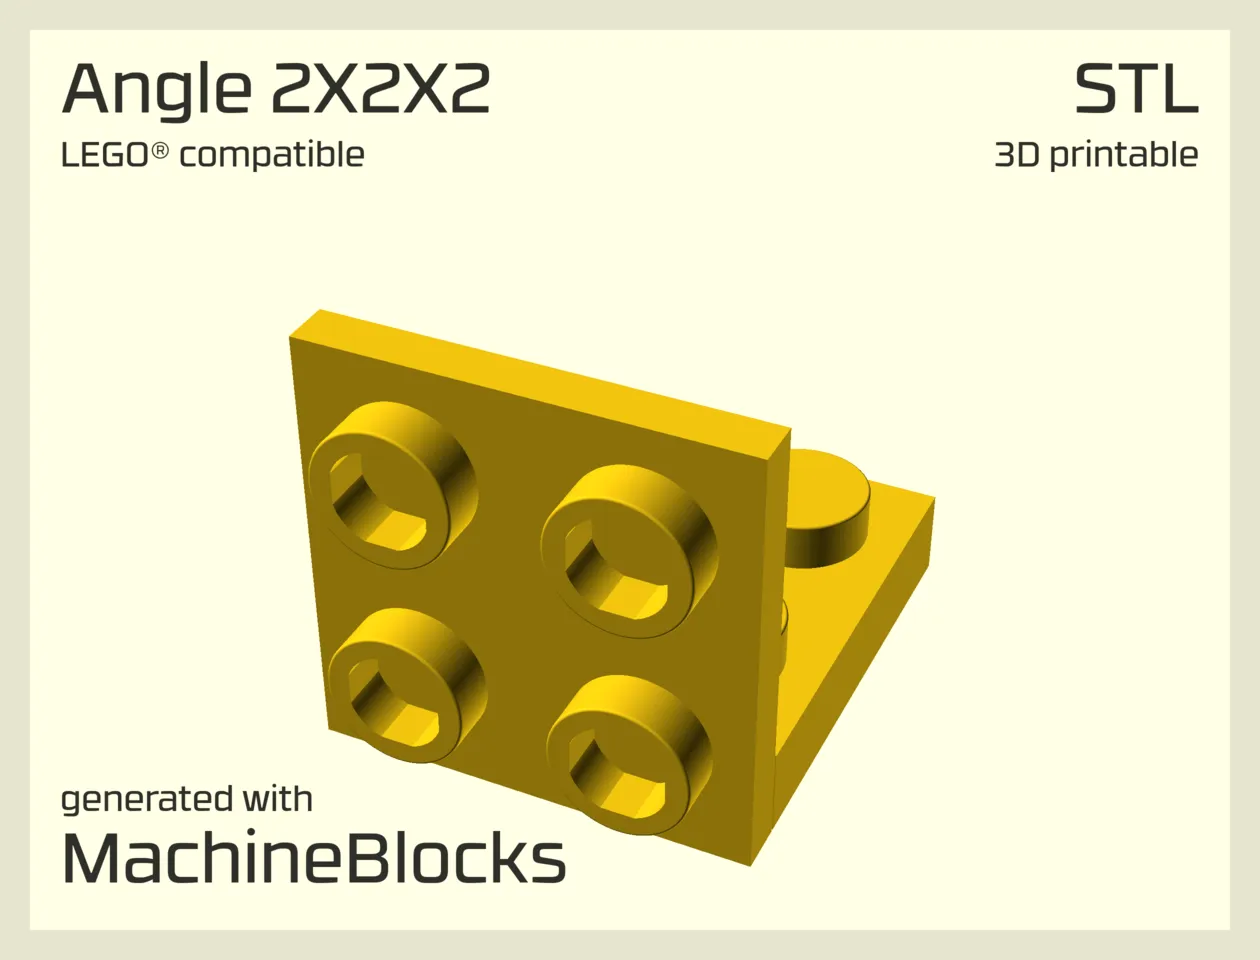 Angle 2X2X2
LEGO® compatible
STL
3D printable
generated with
MachineBlocks